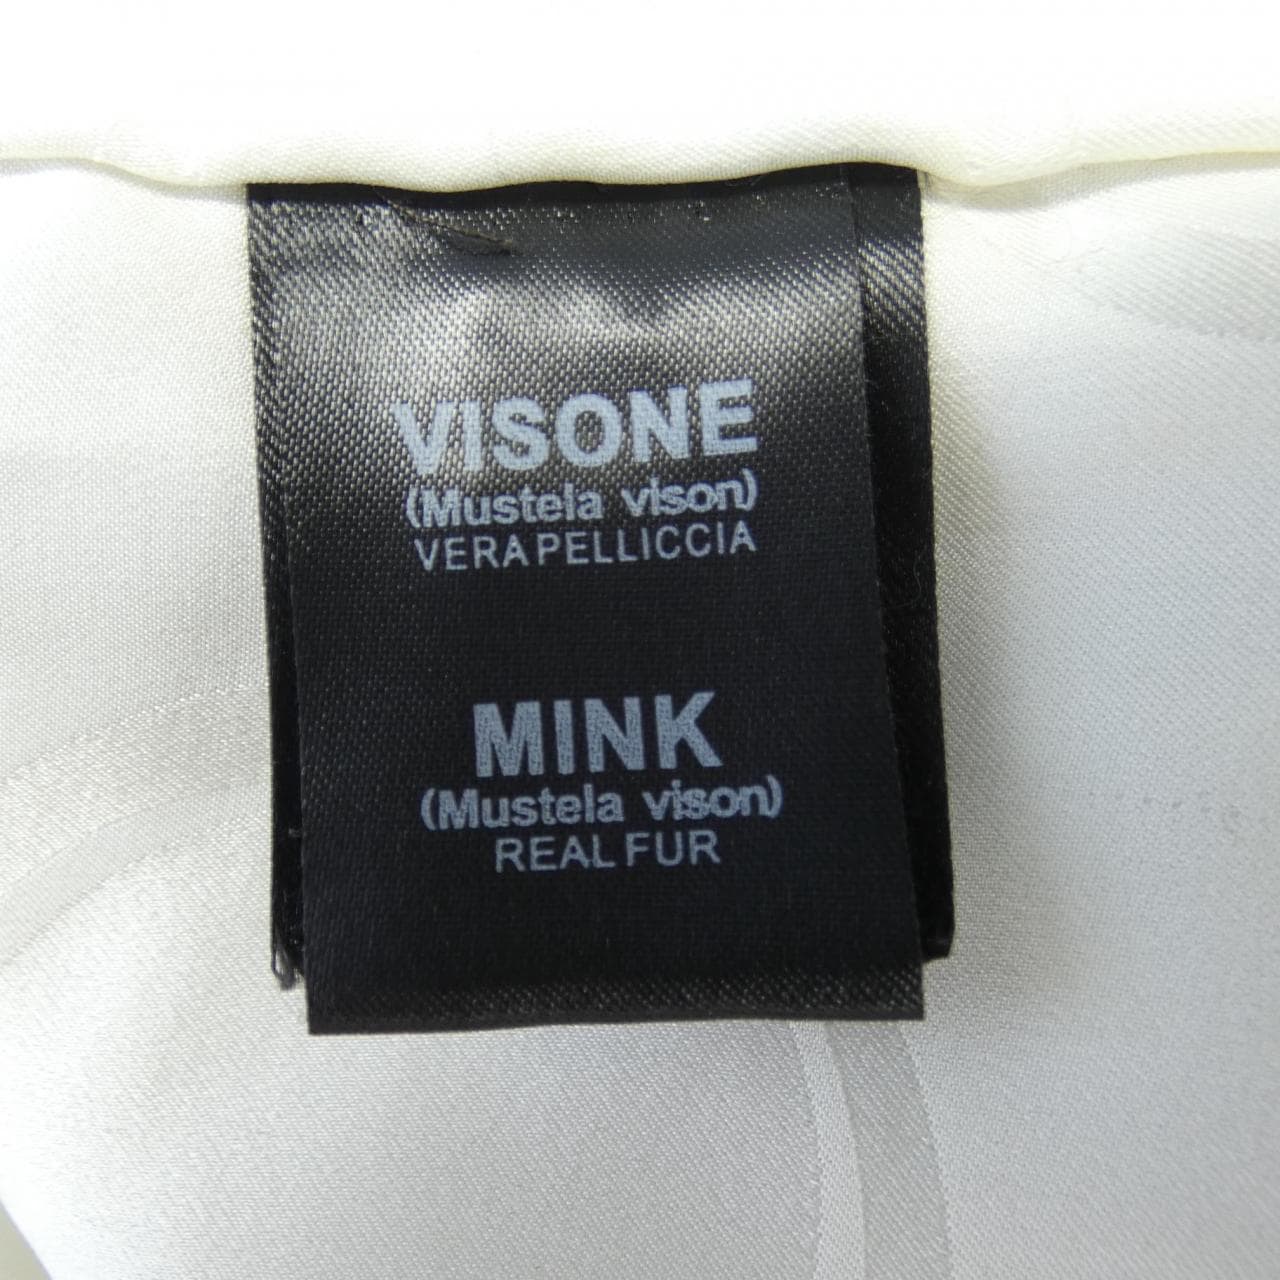 VISONE
(Mustela vison)
VERA PELLICCIA
MINK
(Mustela vison)
REAL FUR